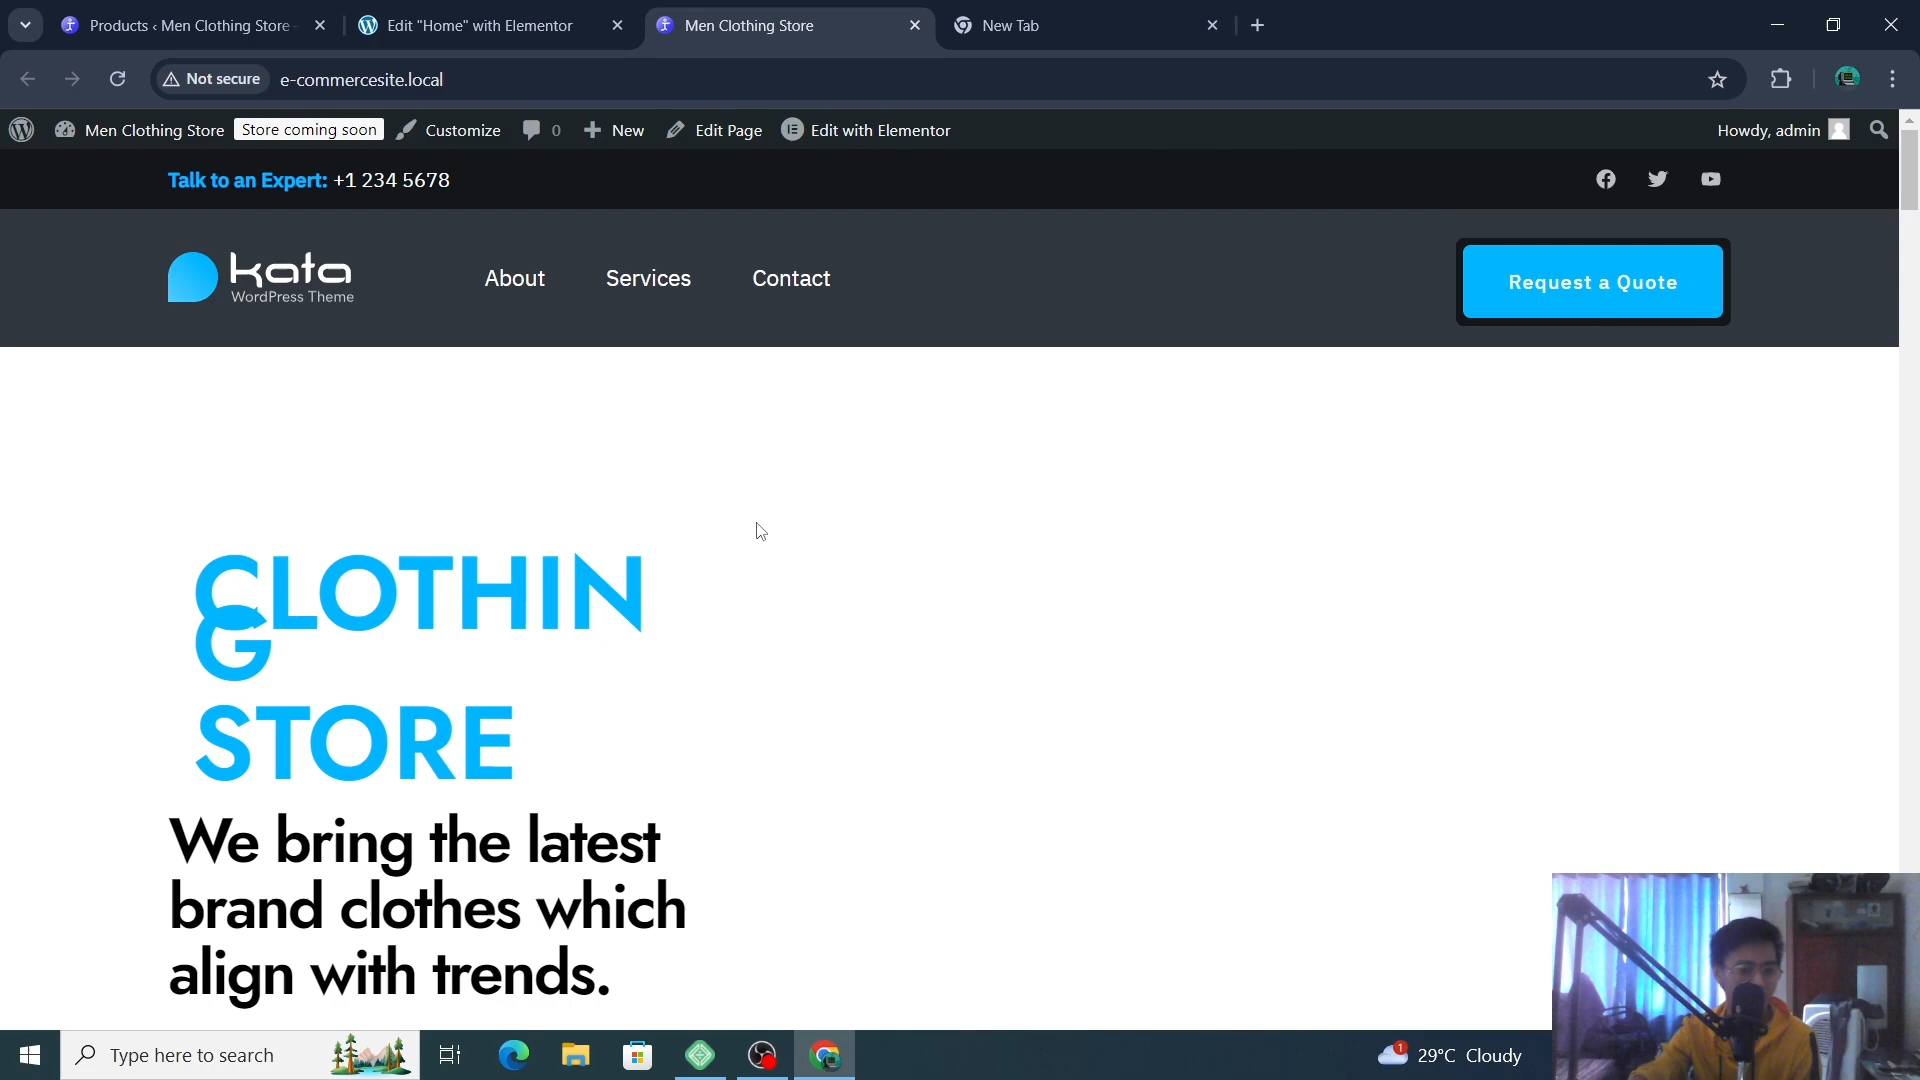 Products ‹ Men Clothing Store -
Edit "Home" with Elementor
Men Clothing Store
New Tab
Not secure
e-commercesite.local
Men Clothing Store
Store coming soon
Customize
0
New
Edit Page
Edit with Elementor
Howdy, admin
Talk to an Expert: +1 234 5678
kata
WordPress Theme
About
Services
Contact
Request a Quote
CLOTHIN
G
STORE
We bring the latest
brand clothes which
align with trends.
Type here to search
1
29°C Cloudy